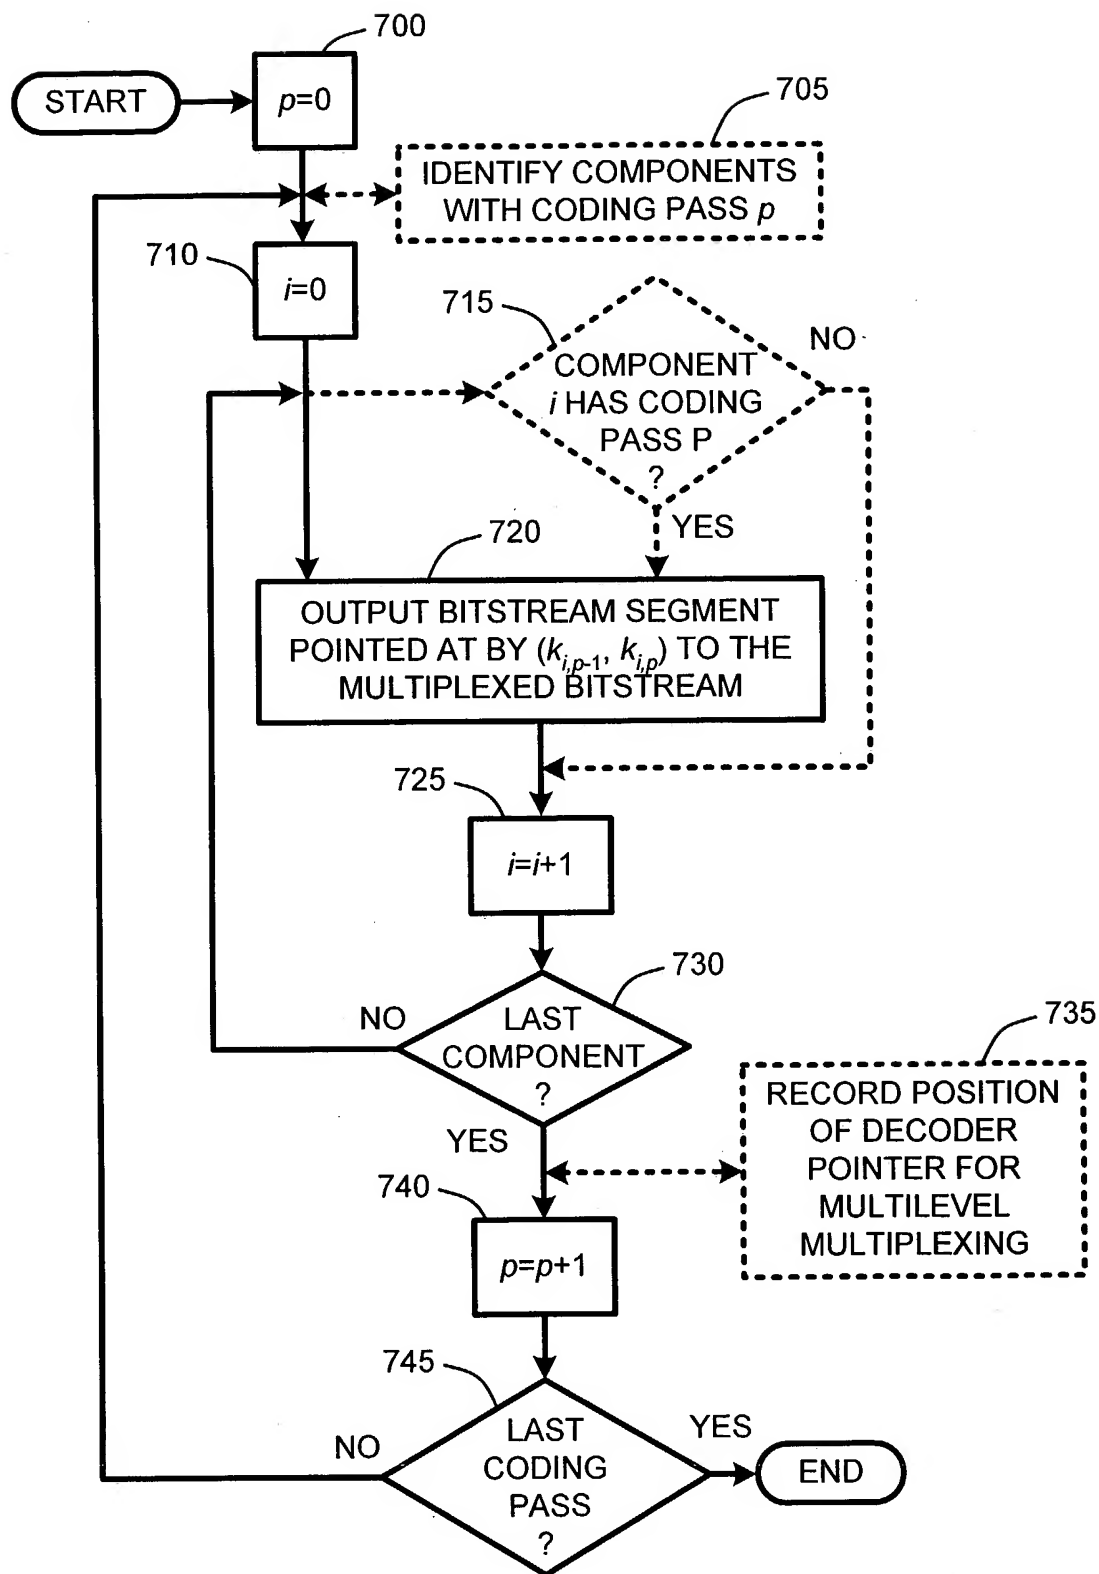 700
START
p=0
705
IDENTIFY COMPONENTS
WITH CODING PASS p
710
i=0
715
NO
COMPONENT
i HAS CODING
PASS P
?
YES
720
OUTPUT BITSTREAM SEGMENT
POINTED AT BY (k_{i,p-1}, k_{i,p}) TO THE
MULTIPLEXED BITSTREAM
725
i=i+1
730
NO
LAST
COMPONENT
?
YES
735
RECORD POSITION
OF DECODER
POINTER FOR
MULTILEVEL
MULTIPLEXING
740
p=p+1
745
NO
LAST
CODING
PASS
?
YES
END